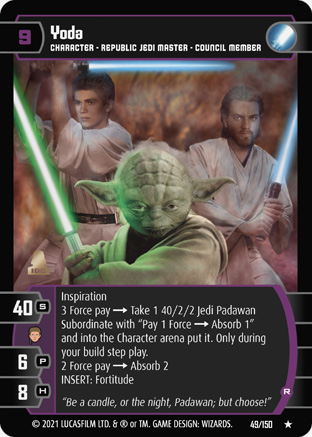 9
Yoda
CHARACTER - REPUBLIC JEDI MASTER - COUNCIL MEMBER
40 S
6 P
8 H
Inspiration
3 Force pay → Take 1 40/2/2 Jedi Padawan
Subordinate with “Pay 1 Force → Absorb 1”
and into the Character arena put it. Only during
your build step play.
2 Force pay → Absorb 2
INSERT: Fortitude
“Be a candle, or the night, Padawan; but choose!”
R
© 2021 LUCASFILM LTD. & ® or TM. GAME DESIGN: WIZARDS.
49/150